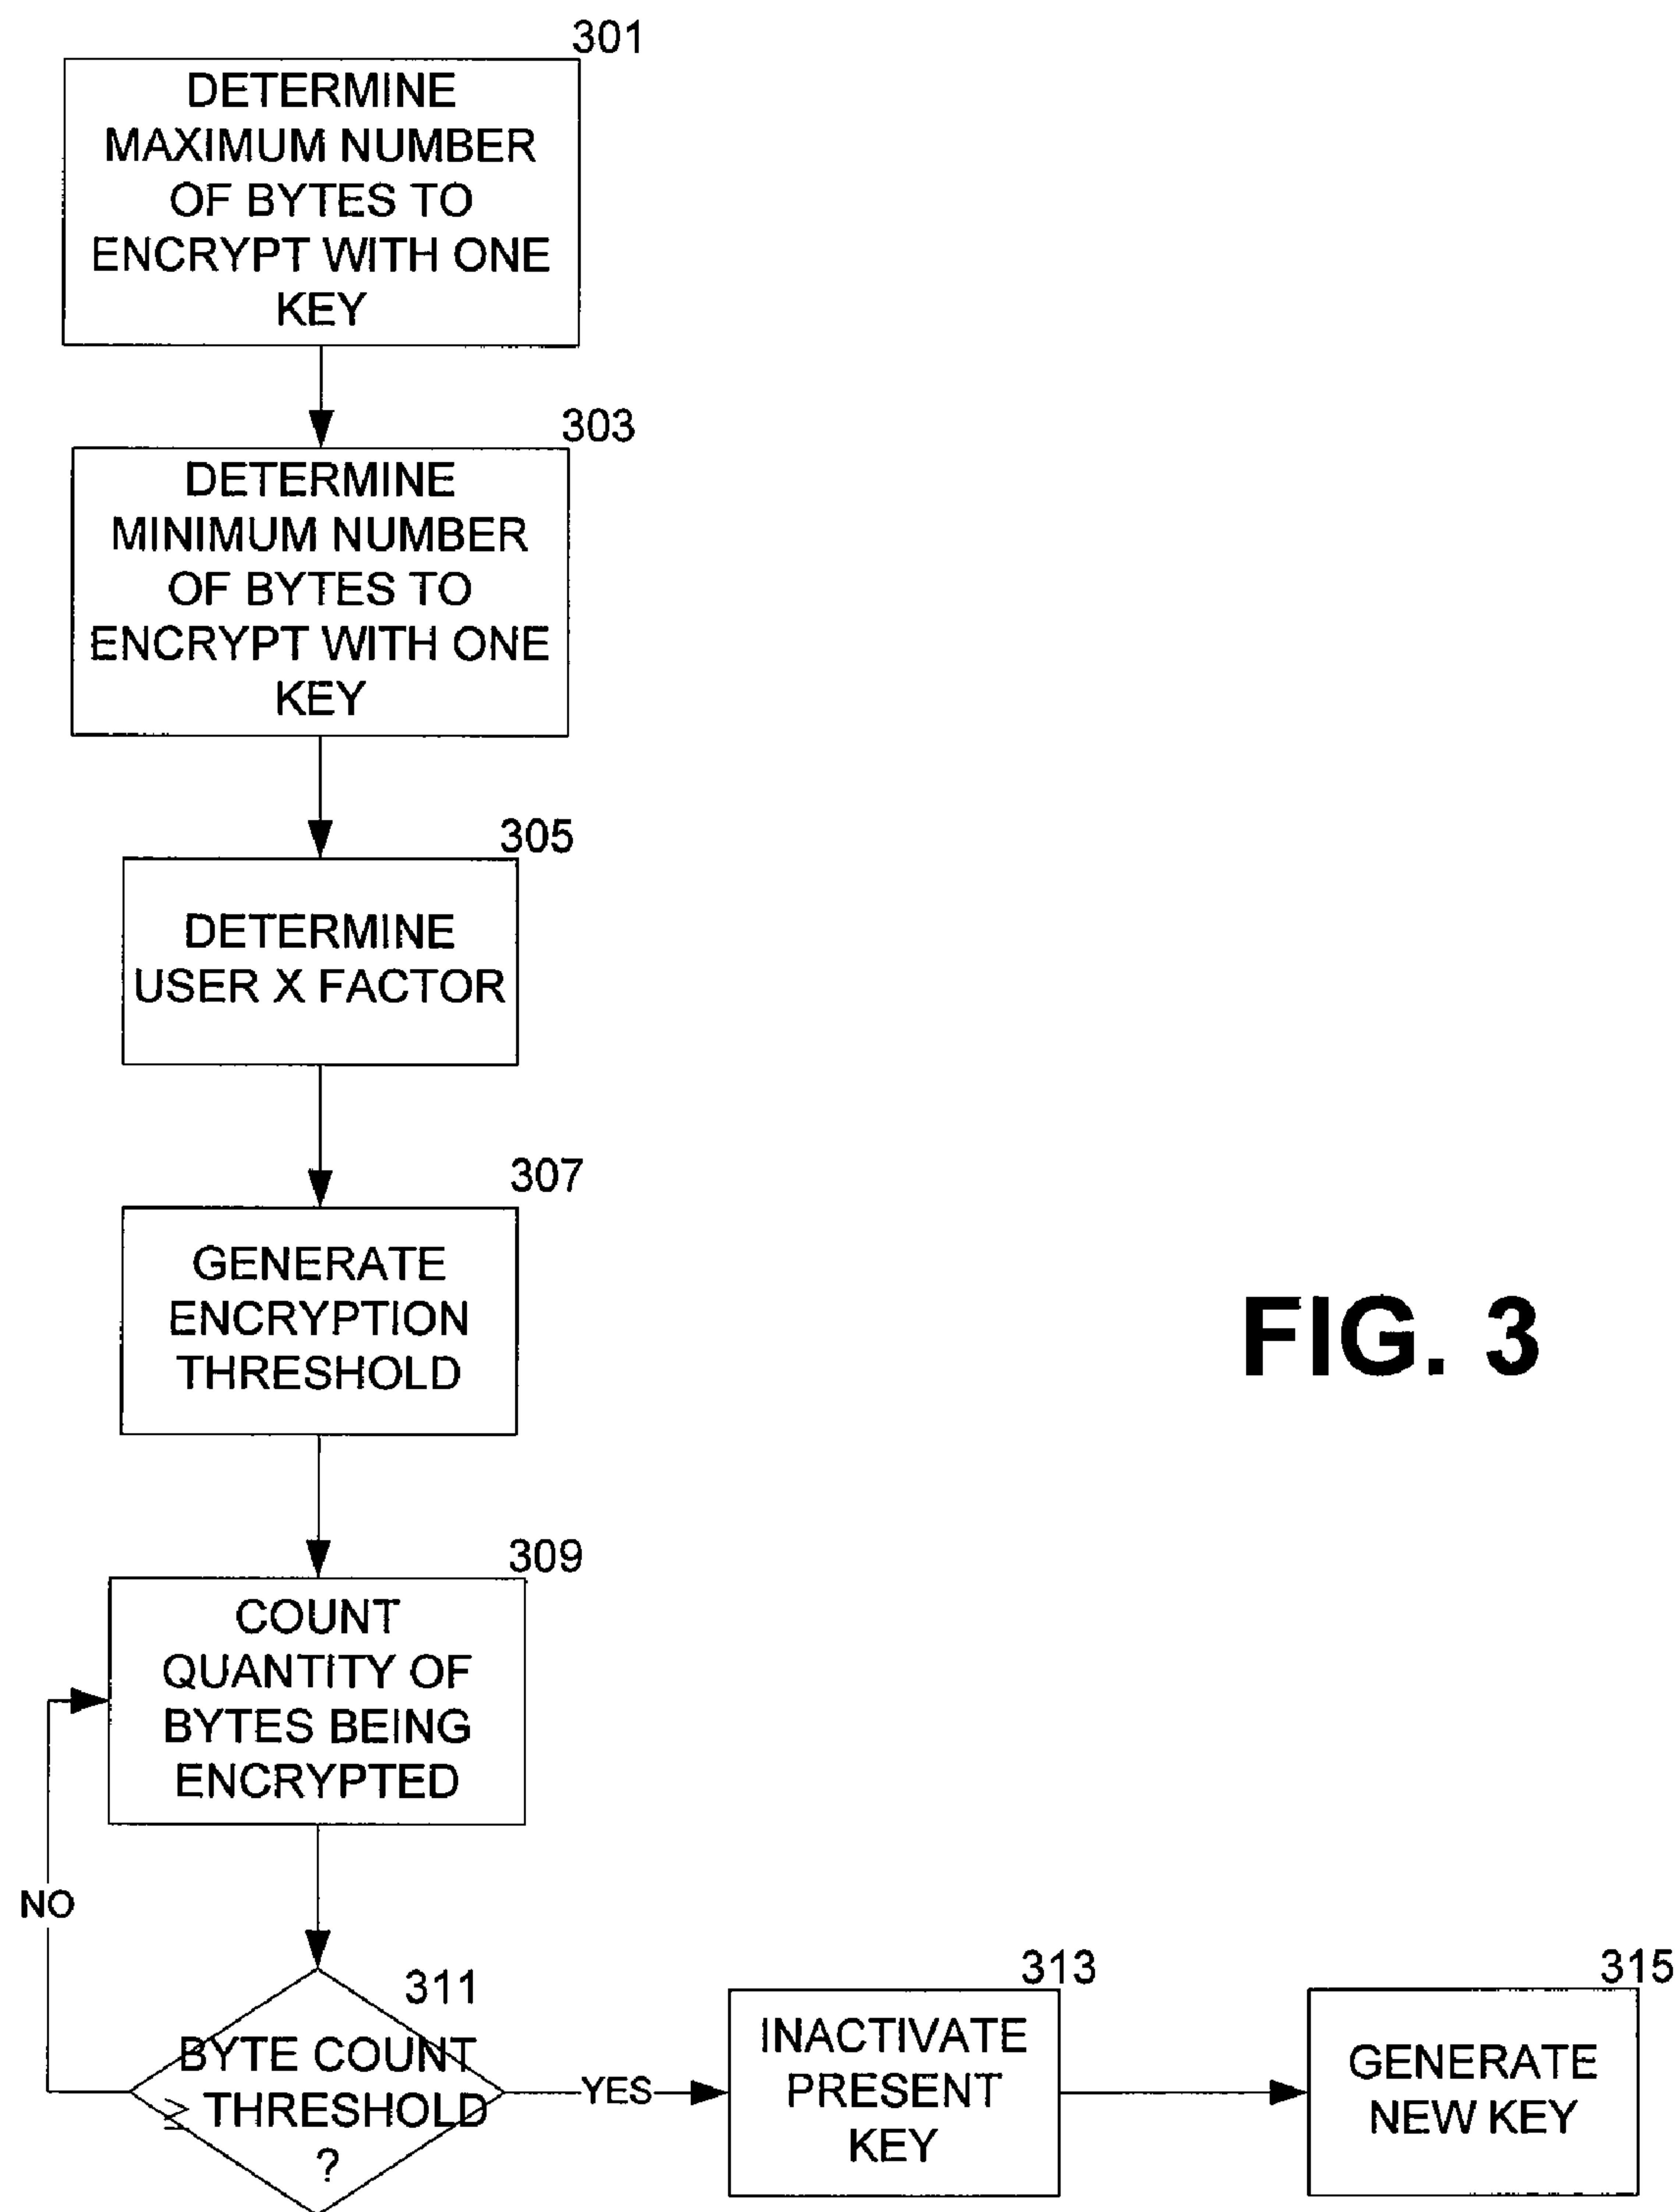 301
DETERMINE
MAXIMUM NUMBER
OF BYTES TO
ENCRYPT WITH ONE
KEY
303
DETERMINE
MINIMUM NUMBER
OF BYTES TO
ENCRYPT WITH ONE
KEY
305
DETERMINE
USER X FACTOR
307
GENERATE
ENCRYPTION
THRESHOLD
FIG. 3
309
COUNT
QUANTITY OF
BYTES BEING
ENCRYPTED
NO
311
BYTE COUNT
≥ THRESHOLD
?
YES
313
INACTIVATE
PRESENT
KEY
315
GENERATE
NEW KEY